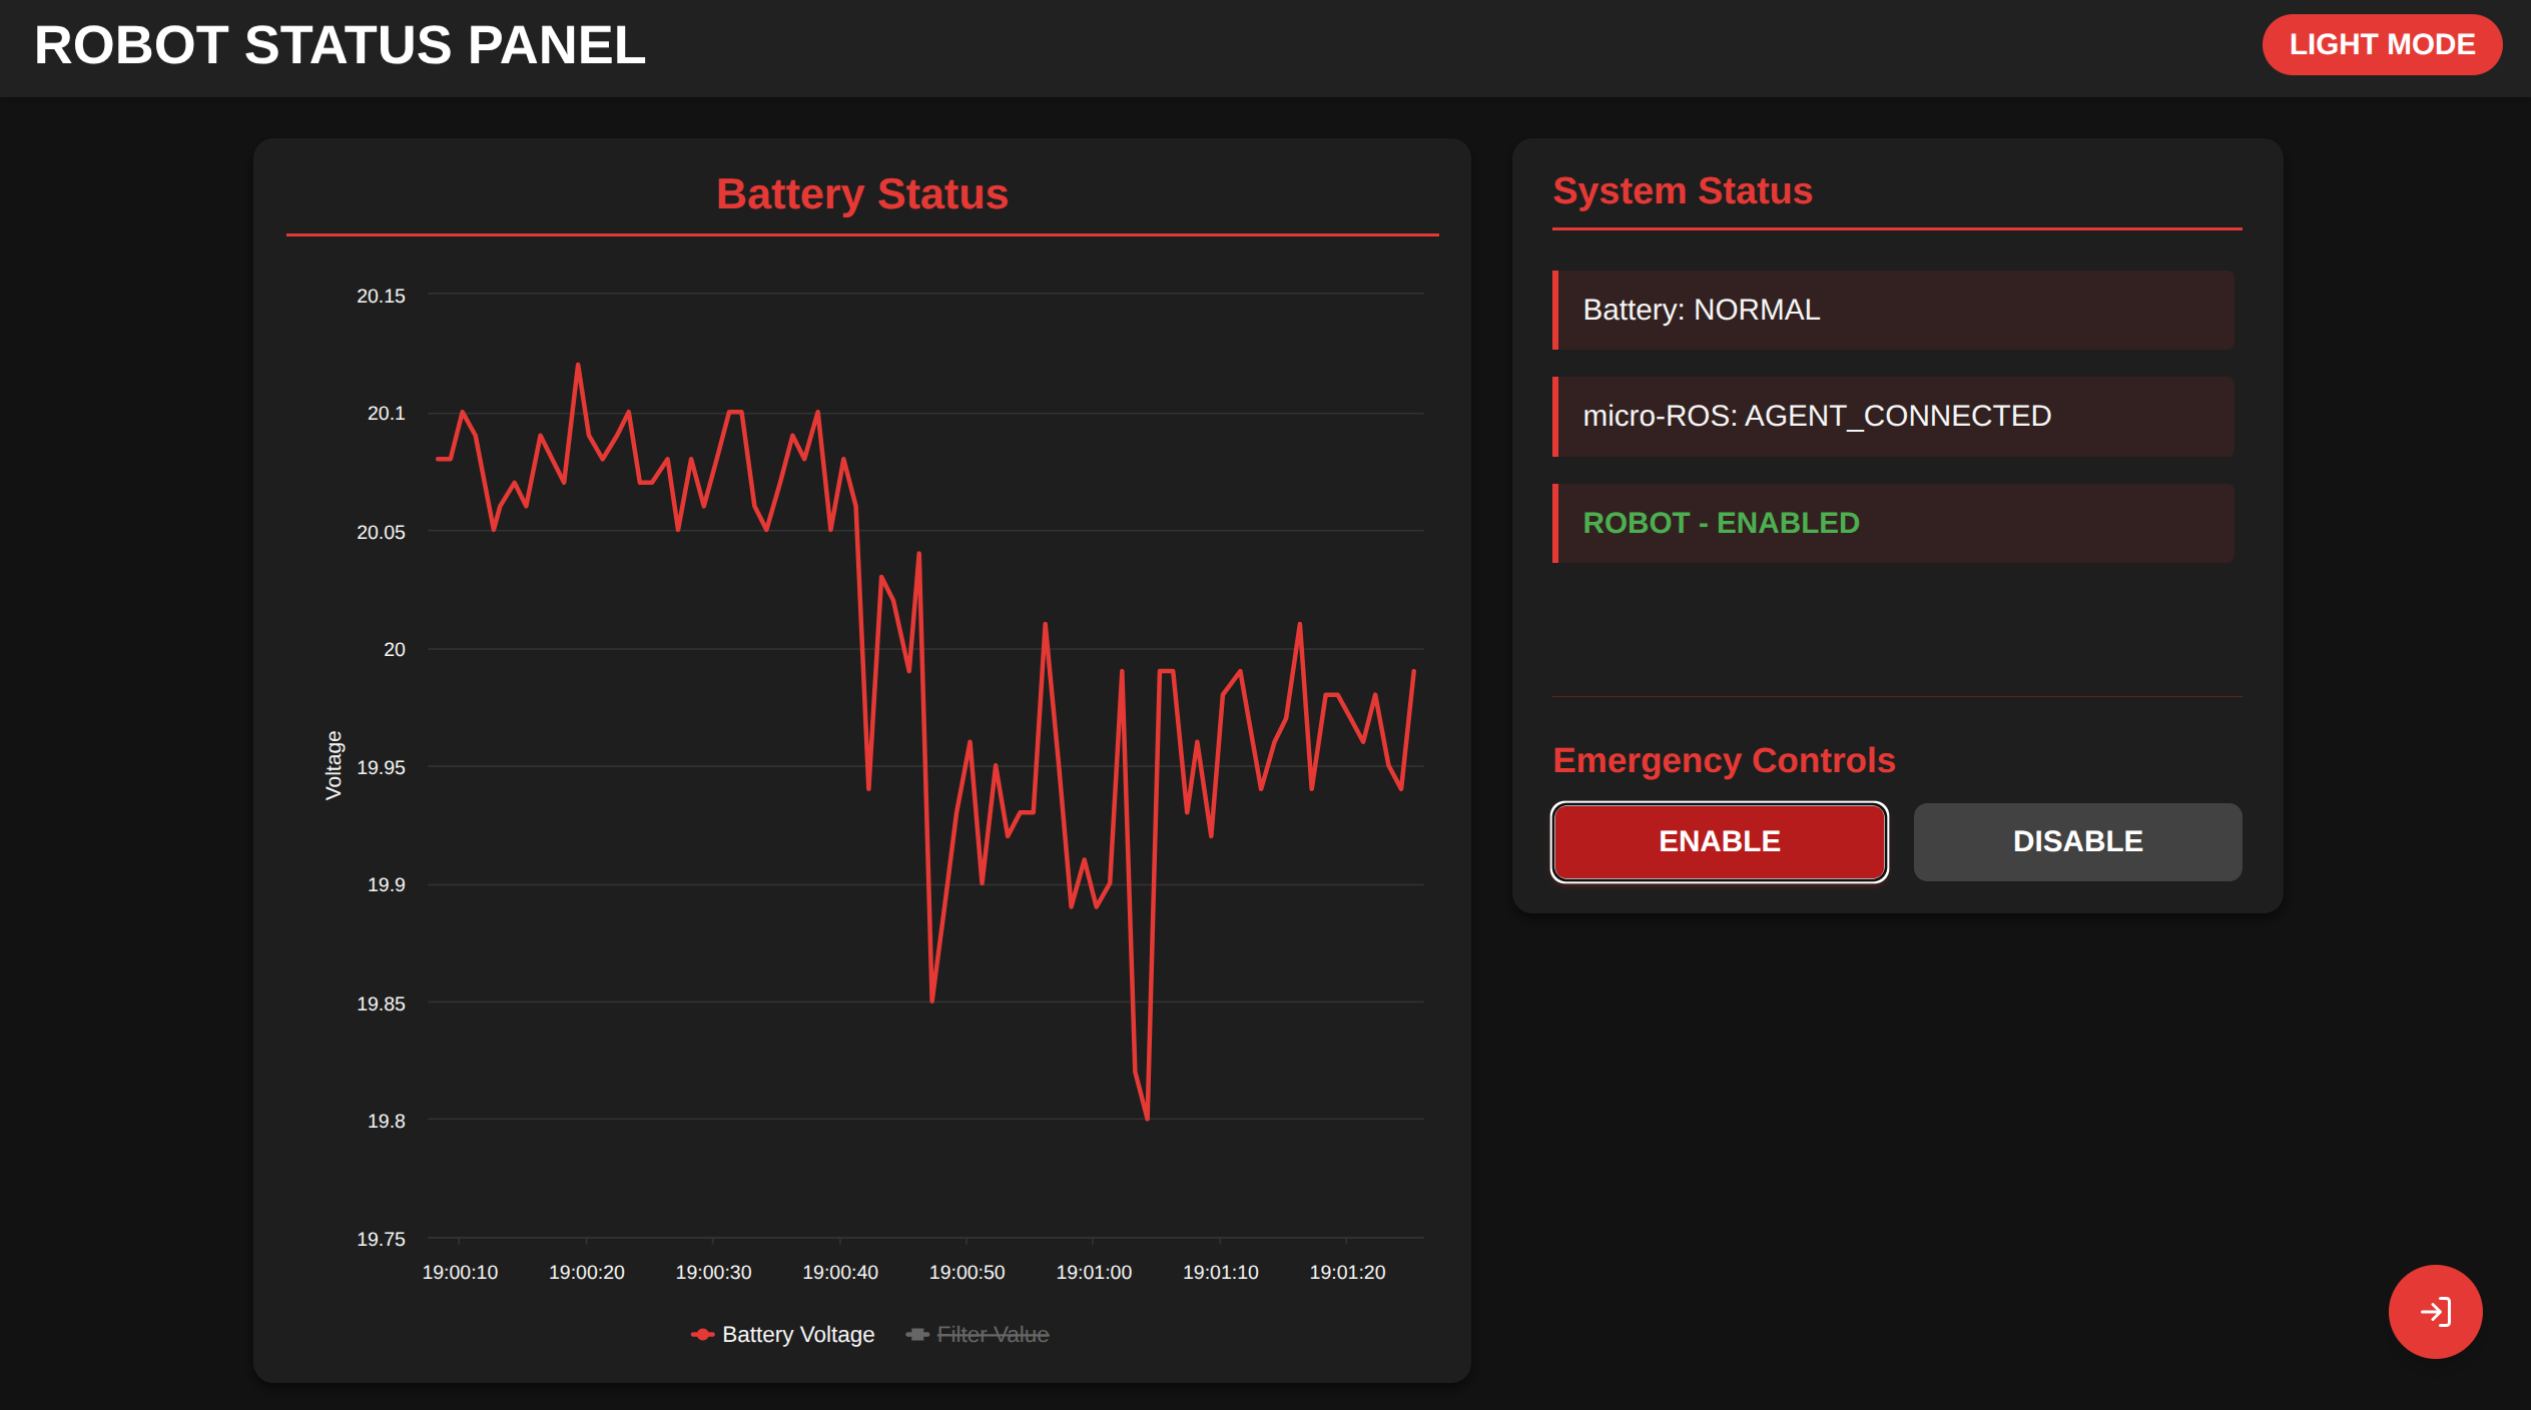 ROBOT STATUS PANEL
LIGHT MODE
Battery Status
20.15
20.1
20.05
20
19.95
19.9
19.85
19.8
19.75
Voltage
19:00:10 19:00:20 19:00:30 19:00:40 19:00:50 19:01:00 19:01:10 19:01:20
Battery Voltage Filter Value
System Status
Battery: NORMAL
micro-ROS: AGENT_CONNECTED
ROBOT - ENABLED
Emergency Controls
ENABLE DISABLE